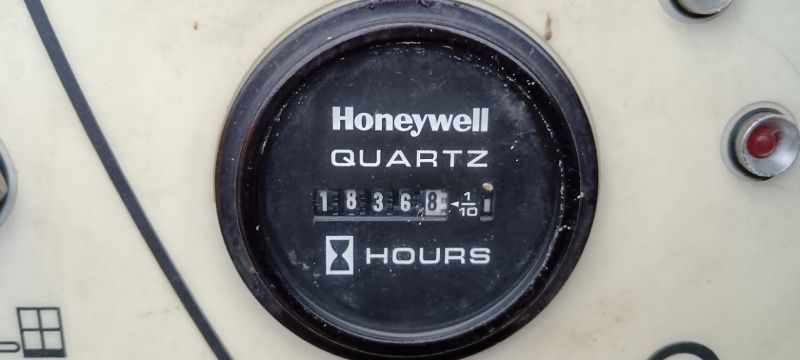 Honeywell
QUARTZ
18368 ◄1/10
HOURS